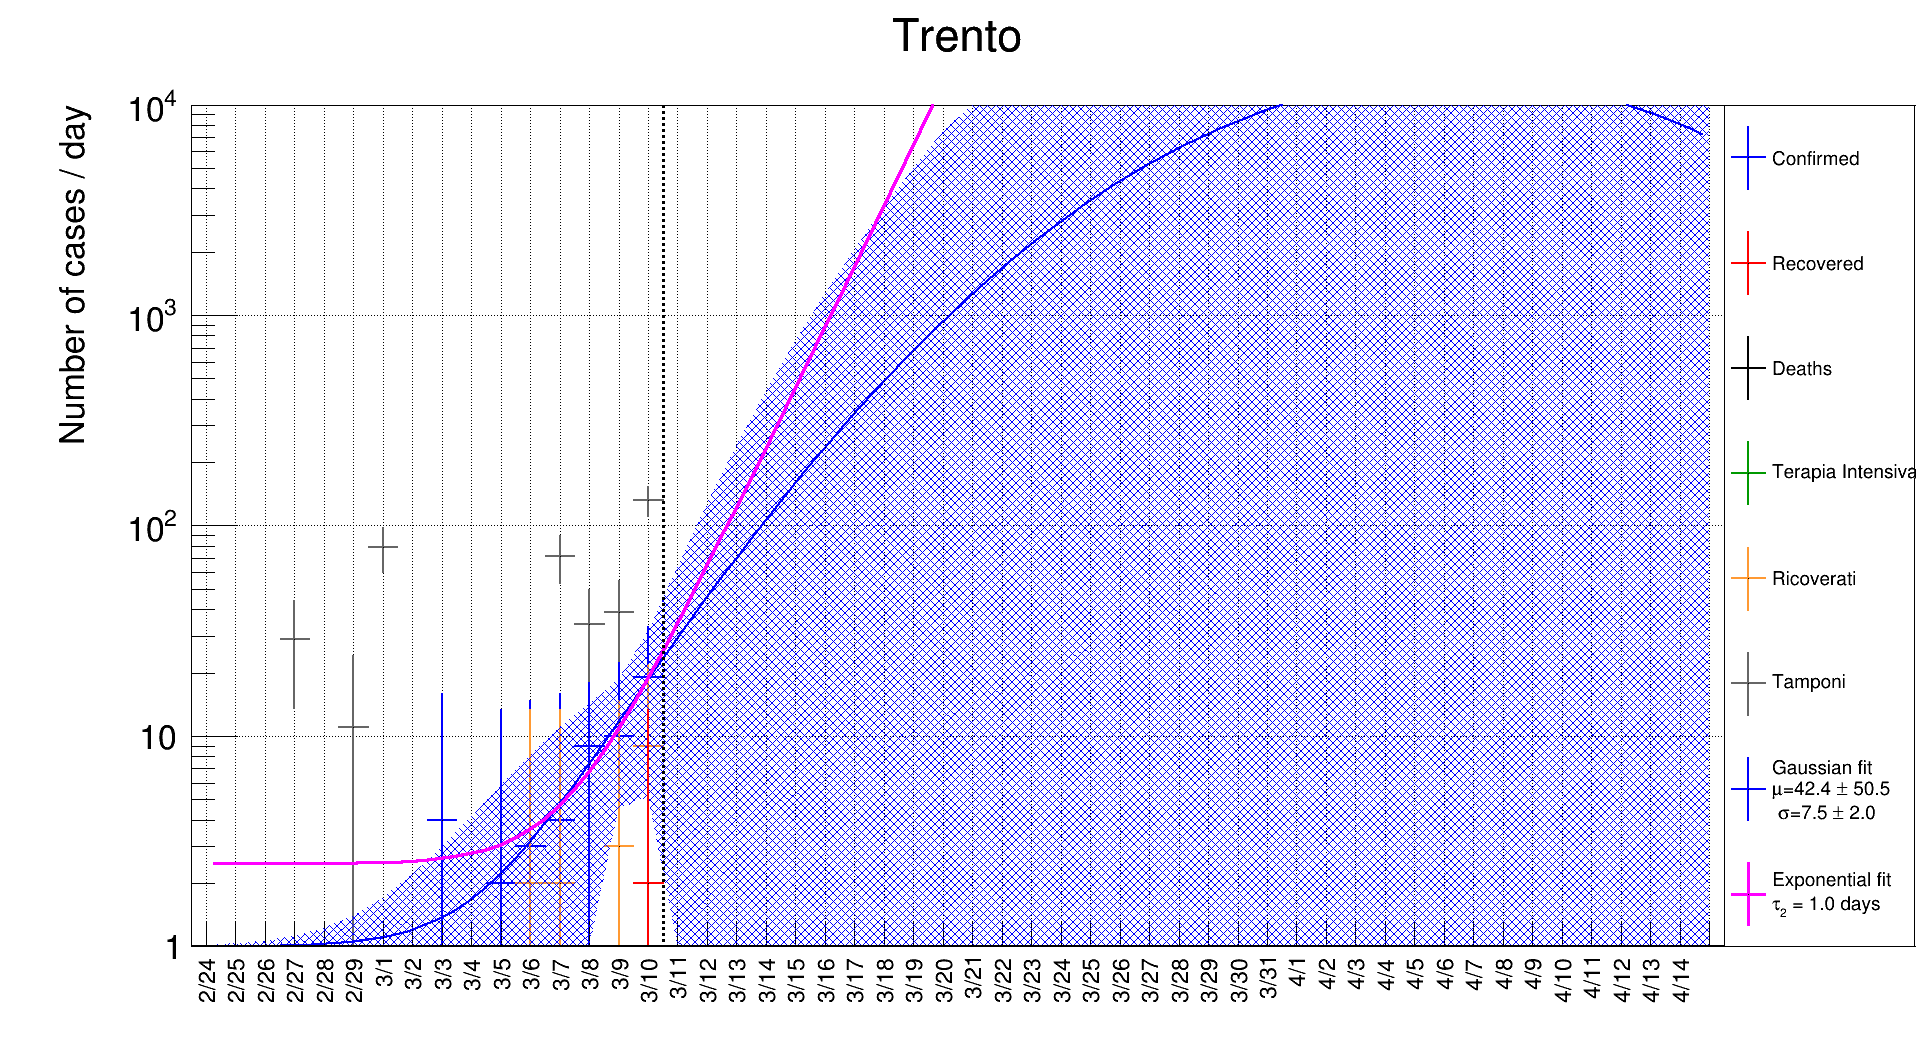 Trento
Number of cases / day
10⁴
10³
10²
10
1
2/24 2/25 2/26 2/27 2/28 2/29 3/1 3/2 3/3 3/4 3/5 3/6 3/7 3/8 3/9 3/10 3/11 3/12 3/13 3/14 3/15 3/16 3/17 3/18 3/19 3/20 3/21 3/22 3/23 3/24 3/25 3/26 3/27 3/28 3/29 3/30 3/31 4/1 4/2 4/3 4/4 4/5 4/6 4/7 4/8 4/9 4/10 4/11 4/12 4/13 4/14
Confirmed
Recovered
Deaths
Terapia Intensiva
Ricoverati
Tamponi
Gaussian fit
μ=42.4 ± 50.5
σ=7.5 ± 2.0
Exponential fit
τ₂ = 1.0 days